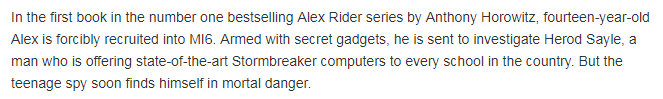 In the first book in the number one bestselling Alex Rider series by Anthony Horowitz, fourteen-year-old
Alex is forcibly recruited into MI6. Armed with secret gadgets, he is sent to investigate Herod Sayle, a
man who is offering state-of-the-art Stormbreaker computers to every school in the country. But the
teenage spy soon finds himself in mortal danger.